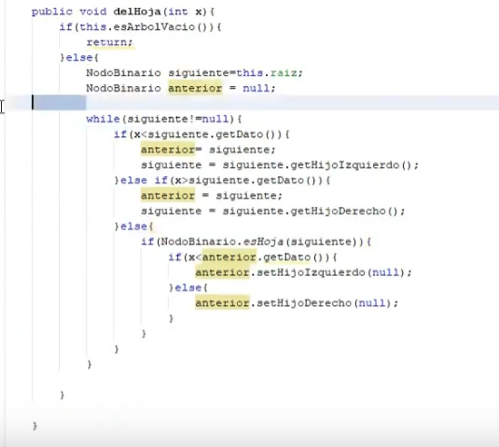 public void delHoja(int x){
if(this.esArbolVacio()){
return;
}else{
NodoBinario siguiente=this.raiz;
NodoBinario anterior = null;
while(siguiente!=null){
if(x<siguiente.getDato()){
anterior= siguiente;
siguiente = siguiente.getHijoIzquierdo();
}else if(x>siguiente.getDato()){
anterior = siguiente;
siguiente = siguiente.getHijoDerecho();
}else{
if(NodoBinario.esHoja(siguiente)){
if(x<anterior.getDato()){
anterior.setHijoIzquierdo(null);
}else{
anterior.setHijoDerecho(null);
}
}
}
}
}
}